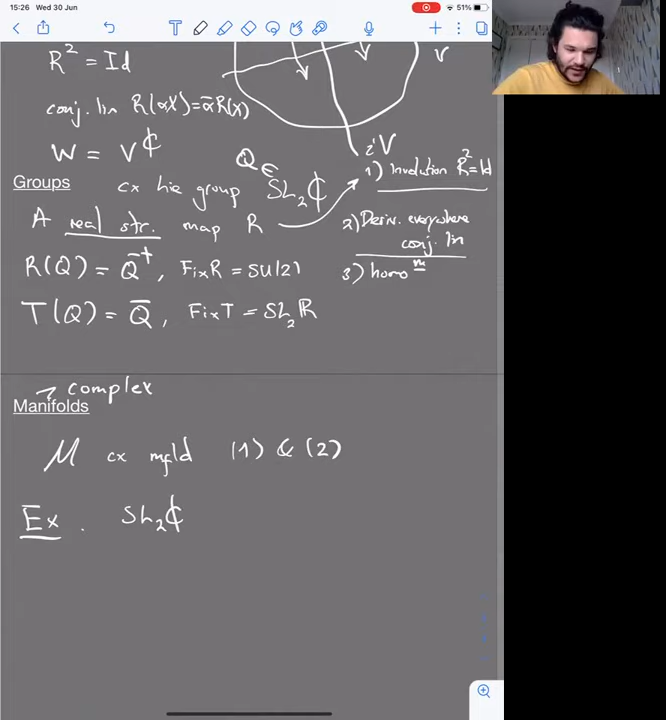 15:26 Wed 30 Jun
51%
R² = Id
V
conj. lin R(αX)=ᾱR(X)
iV
W = V^ℂ
1) Involution R²=Id
Groups
cx lie group Q ∈ SL₂ℂ
A real str. map R
2) Deriv. everywhere
conj. lin
R(Q) = Q̄^-t, Fix R = SU(2)
3) homo^m
T(Q) = Q̄, Fix T = SL₂ℝ
→ complex
Manifolds
M cx mfld (1) & (2)
Ex. SL₂ℂ